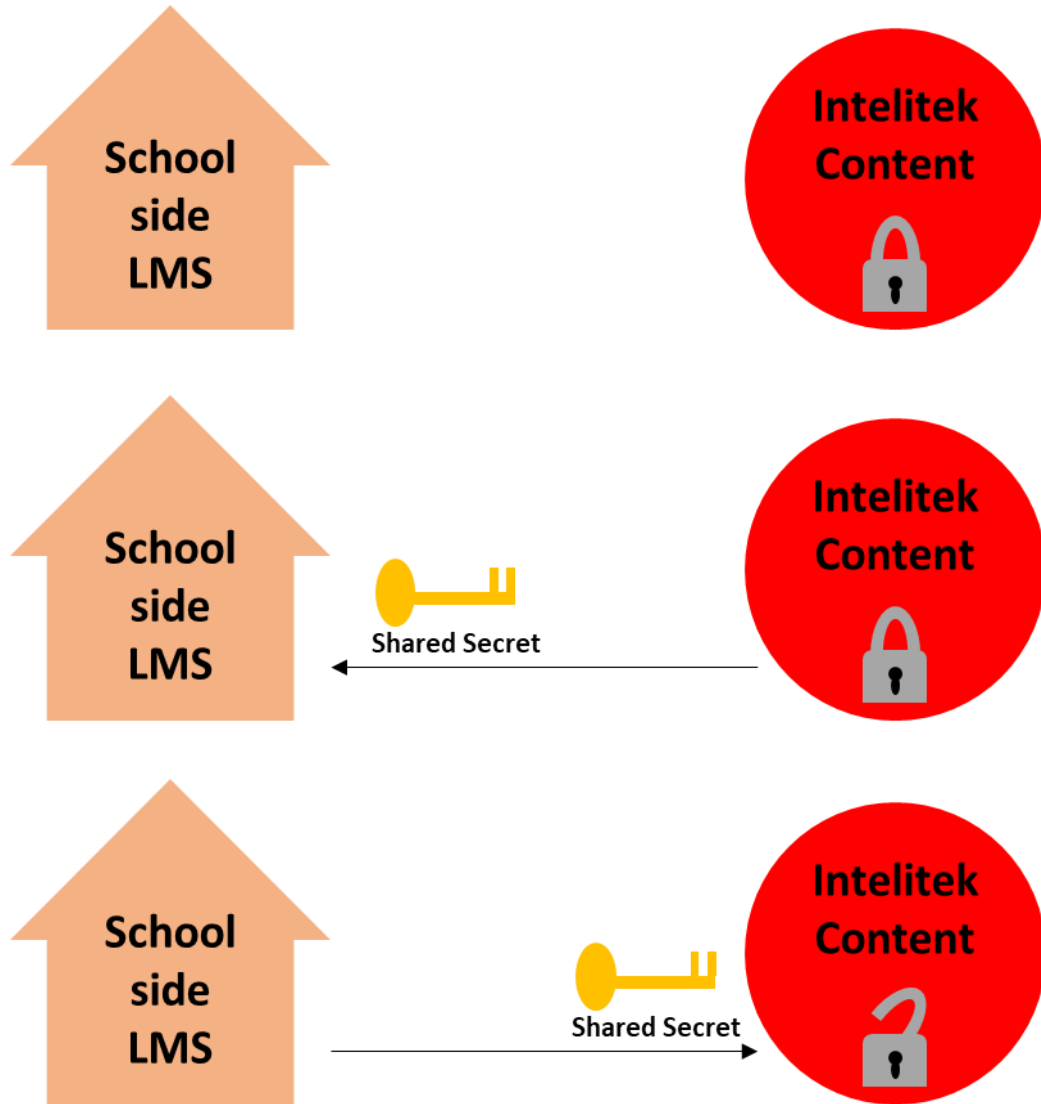 School
side
LMS
Intelitek
Content
School
side
LMS
Shared Secret
Intelitek
Content
School
side
LMS
Shared Secret
Intelitek
Content